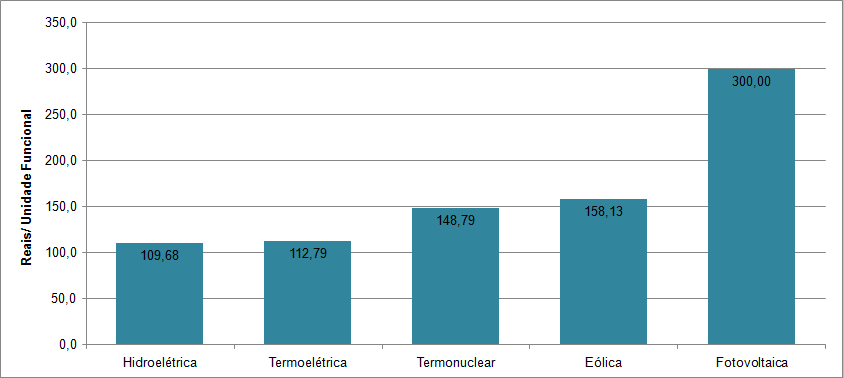 350,0
300,0
250,0
200,0
150,0
100,0
50,0
0,0
Reais/ Unidade Funcional
109,68
112,79
148,79
158,13
300,00
Hidroelétrica
Termoelétrica
Termonuclear
Eólica
Fotovoltaica